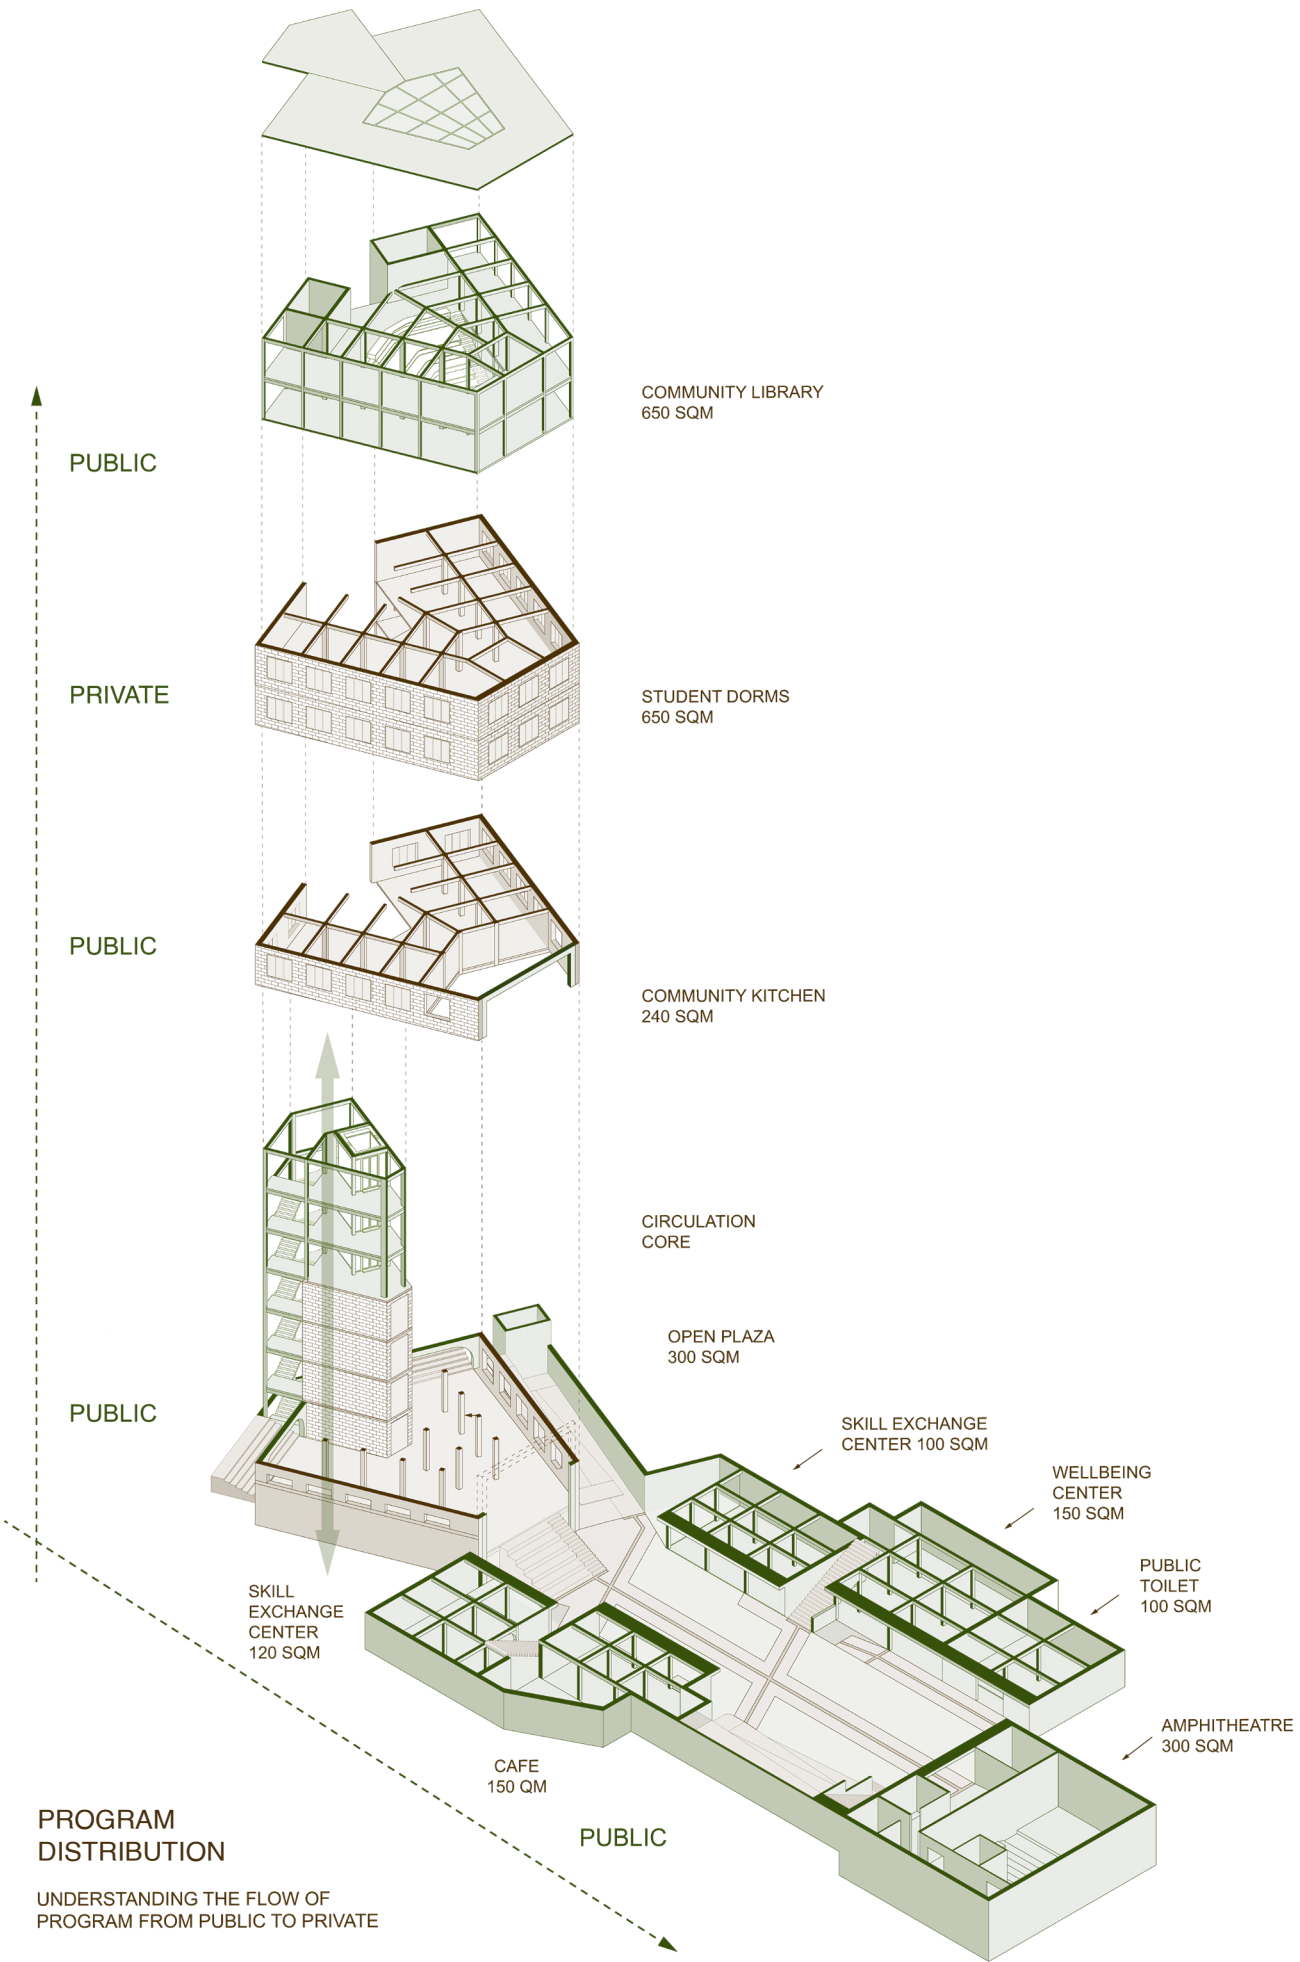 COMMUNITY LIBRARY
650 SQM
PUBLIC
STUDENT DORMS
650 SQM
PRIVATE
PUBLIC
COMMUNITY KITCHEN
240 SQM
CIRCULATION
CORE
OPEN PLAZA
300 SQM
PUBLIC
SKILL EXCHANGE
CENTER 100 SQM
WELLBEING
CENTER
150 SQM
PUBLIC
TOILET
100 SQM
SKILL
EXCHANGE
CENTER
120 SQM
AMPHITHEATRE
300 SQM
CAFE
150 QM
PUBLIC
PROGRAM
DISTRIBUTION
UNDERSTANDING THE FLOW OF
PROGRAM FROM PUBLIC TO PRIVATE